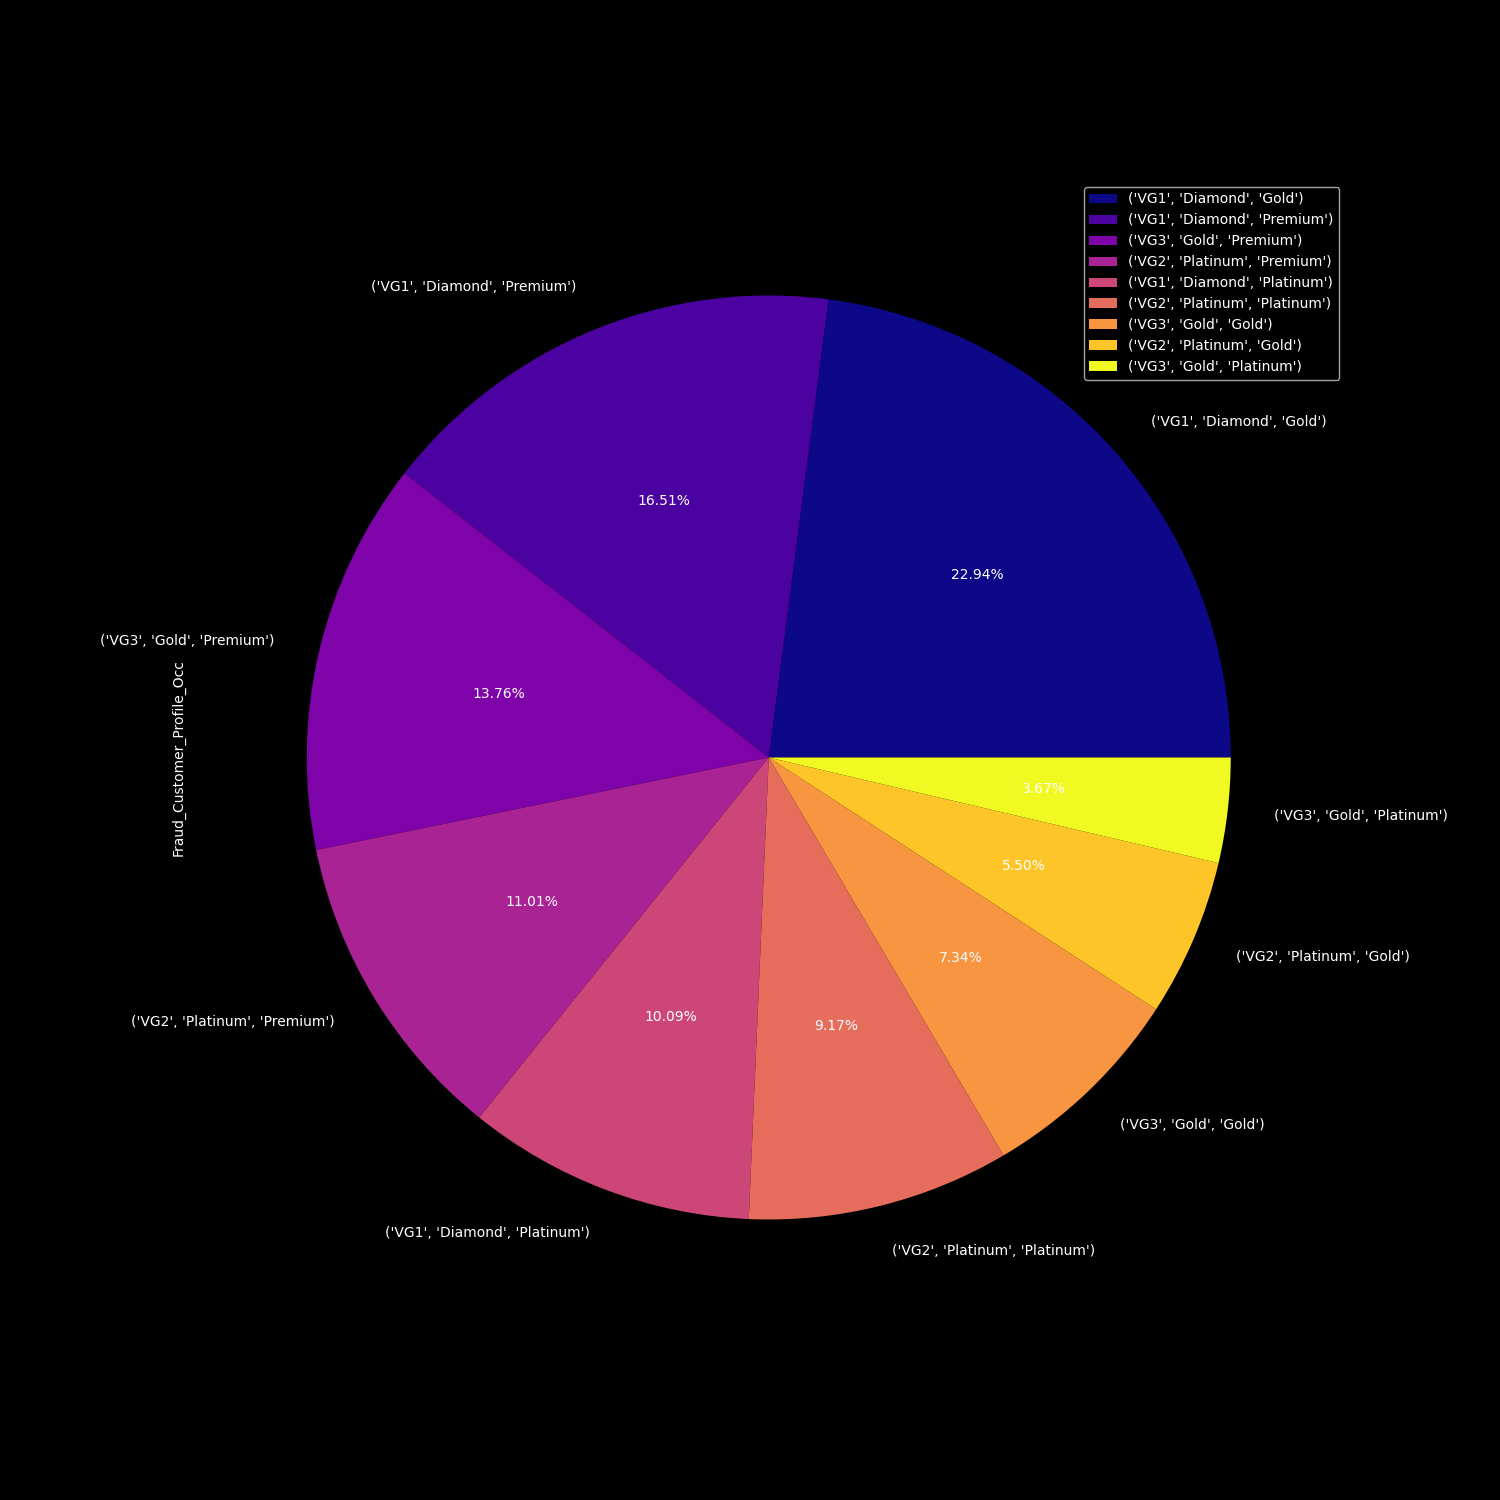 ('VG1', 'Diamond', 'Gold')
('VG1', 'Diamond', 'Premium')
('VG3', 'Gold', 'Premium')
('VG2', 'Platinum', 'Premium')
('VG1', 'Diamond', 'Platinum')
('VG2', 'Platinum', 'Platinum')
('VG3', 'Gold', 'Gold')
('VG2', 'Platinum', 'Gold')
('VG3', 'Gold', 'Platinum')
('VG1', 'Diamond', 'Premium')
('VG1', 'Diamond', 'Gold')
16.51%
22.94%
('VG3', 'Gold', 'Premium')
13.76%
Fraud_Customer_Profile_Occ
3.67%
('VG3', 'Gold', 'Platinum')
5.50%
11.01%
('VG2', 'Platinum', 'Gold')
7.34%
('VG2', 'Platinum', 'Premium')
10.09%
9.17%
('VG3', 'Gold', 'Gold')
('VG1', 'Diamond', 'Platinum')
('VG2', 'Platinum', 'Platinum')